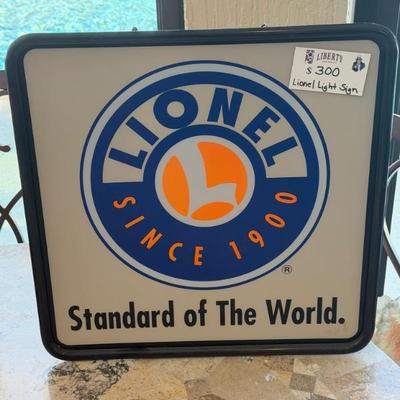 LIBERTY
$300
Lionel Light Sign
LIONEL
L
SINCE 1900
®
Standard of The World.